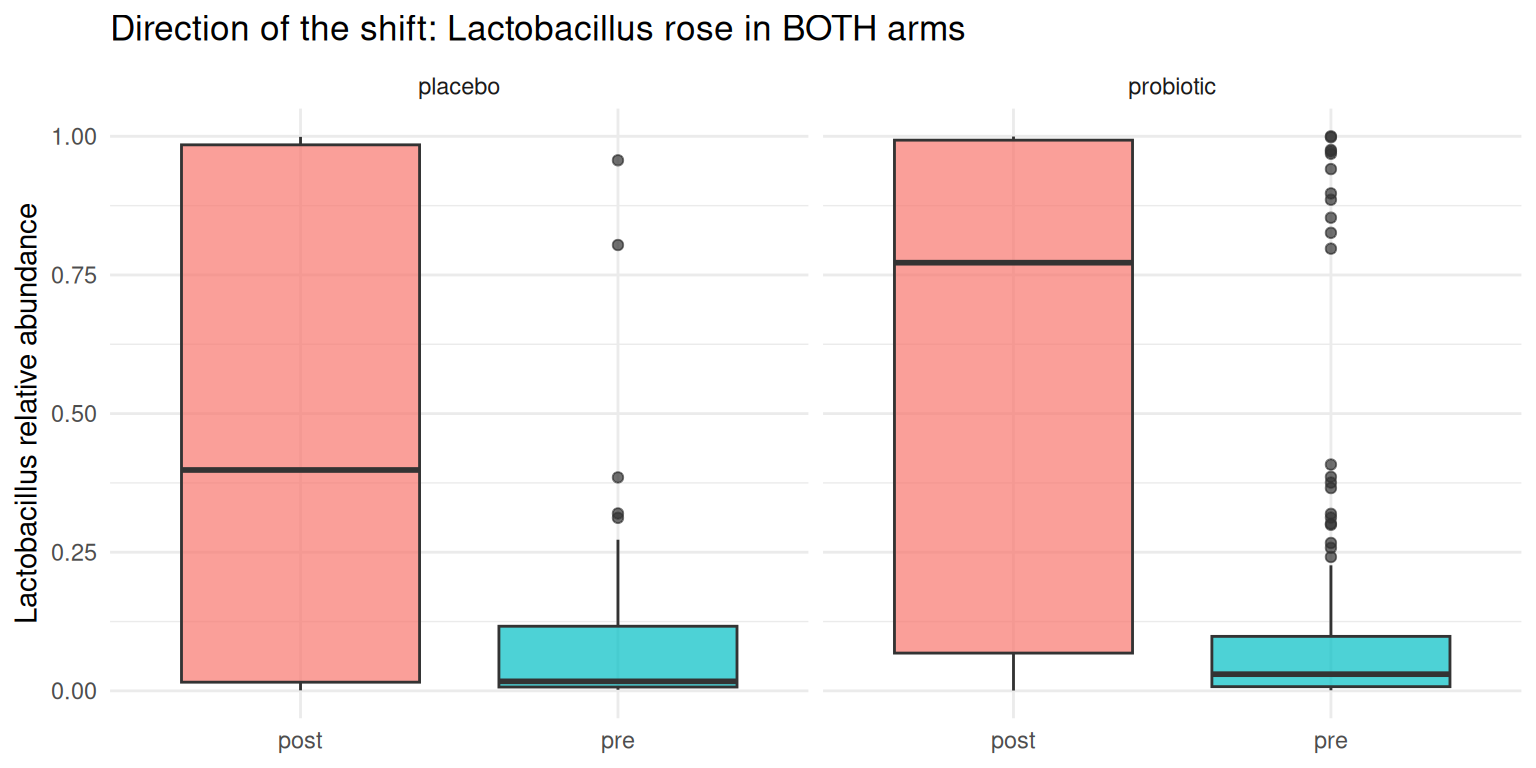 Direction of the shift: Lactobacillus rose in BOTH arms
placebo
probiotic
Lactobacillus relative abundance
1.00
0.75
0.50
0.25
0.00
post
pre
post
pre